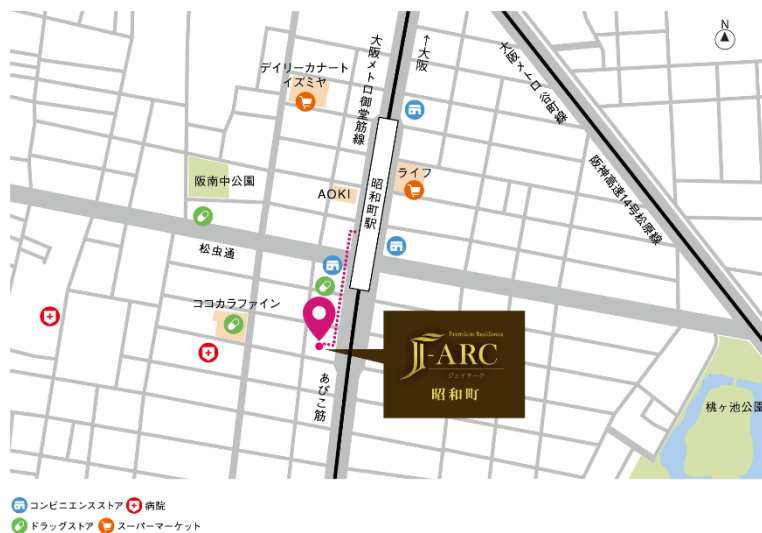 N
大阪メトロ御堂筋線
↑大阪
大阪メトロ谷町線
阪神高速14号松原線
デイリーカナート
イズミヤ
阪南中公園
AOKI
昭和町駅
ライフ
松虫通
ココカラファイン
あびこ筋
Premium Residence
J-ARC
ジェイアーク
昭和町
桃ヶ池公園
コンビニエンスストア 病院
ドラッグストア スーパーマーケット